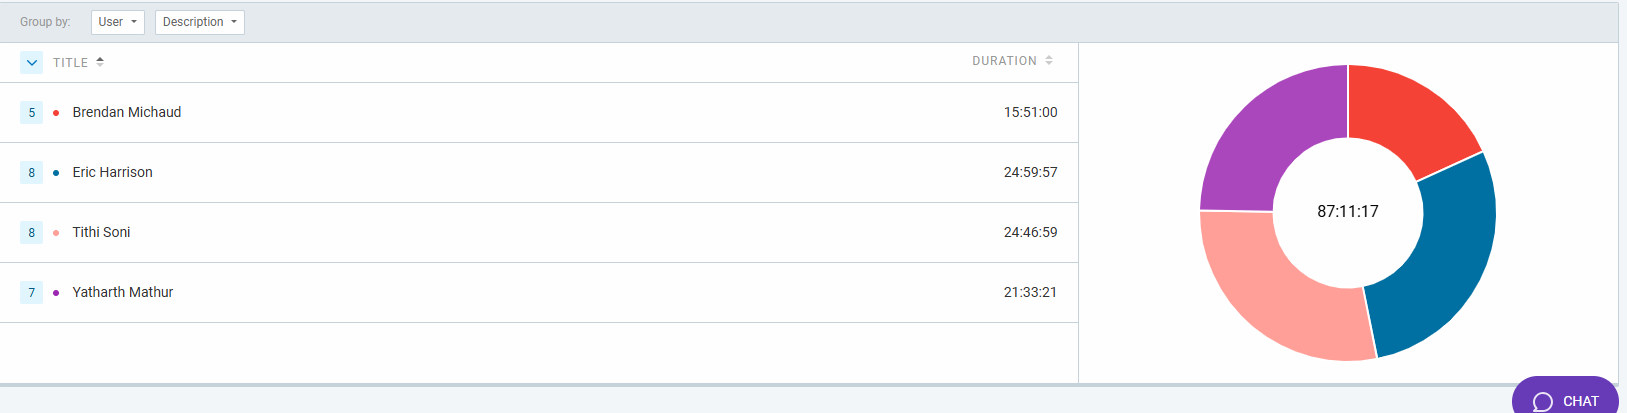 Group by: User Description
TITLE DURATION
5 Brendan Michaud 15:51:00
8 Eric Harrison 24:59:57
8 Tithi Soni 24:46:59
7 Yatharth Mathur 21:33:21
87:11:17
CHAT